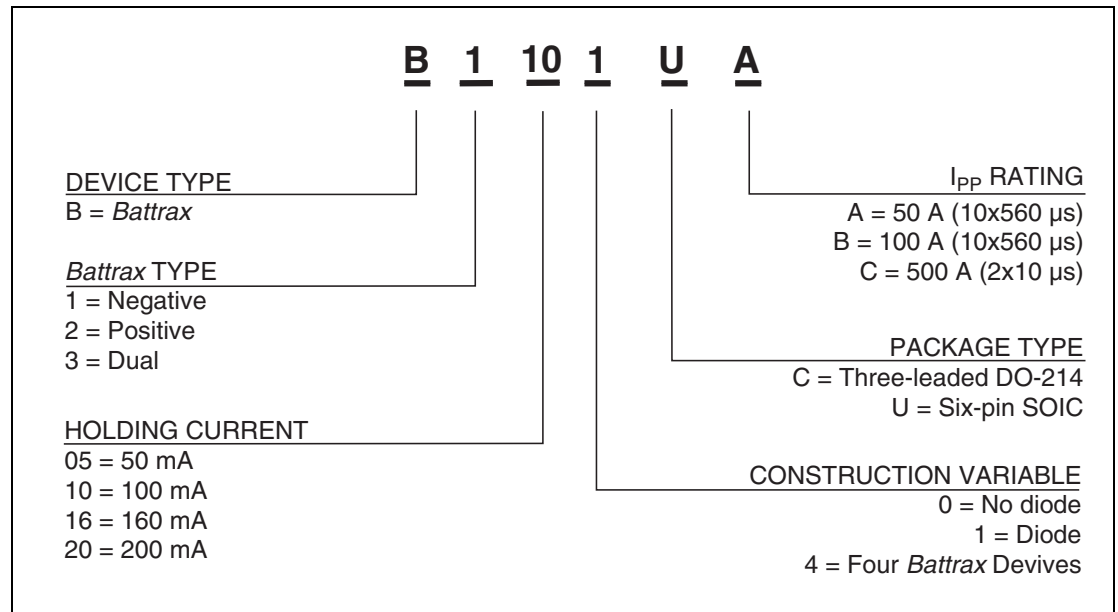 B 1 10 1 U A
DEVICE TYPE
B = Battrax
Battrax TYPE
1 = Negative
2 = Positive
3 = Dual
HOLDING CURRENT
05 = 50 mA
10 = 100 mA
16 = 160 mA
20 = 200 mA
IPP RATING
A = 50 A (10x560 µs)
B = 100 A (10x560 µs)
C = 500 A (2x10 µs)
PACKAGE TYPE
C = Three-leaded DO-214
U = Six-pin SOIC
CONSTRUCTION VARIABLE
0 = No diode
1 = Diode
4 = Four Battrax Devives